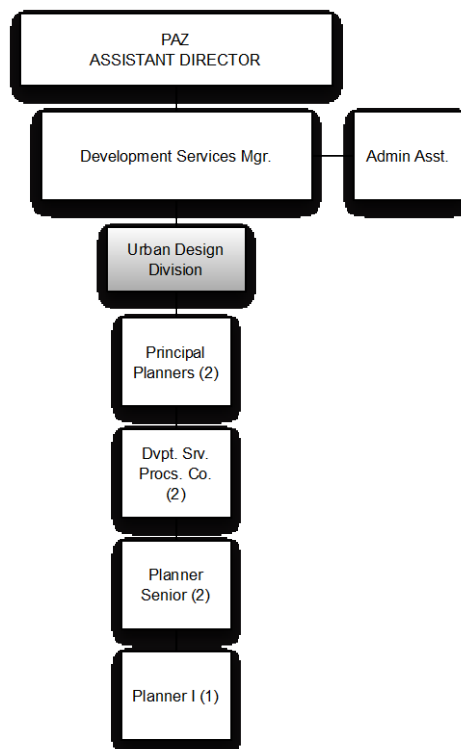 PAZ
ASSISTANT DIRECTOR
Development Services Mgr.
Admin Asst.
Urban Design
Division
Principal
Planners (2)
Dvpt. Srv.
Procs. Co.
(2)
Planner
Senior (2)
Planner I (1)